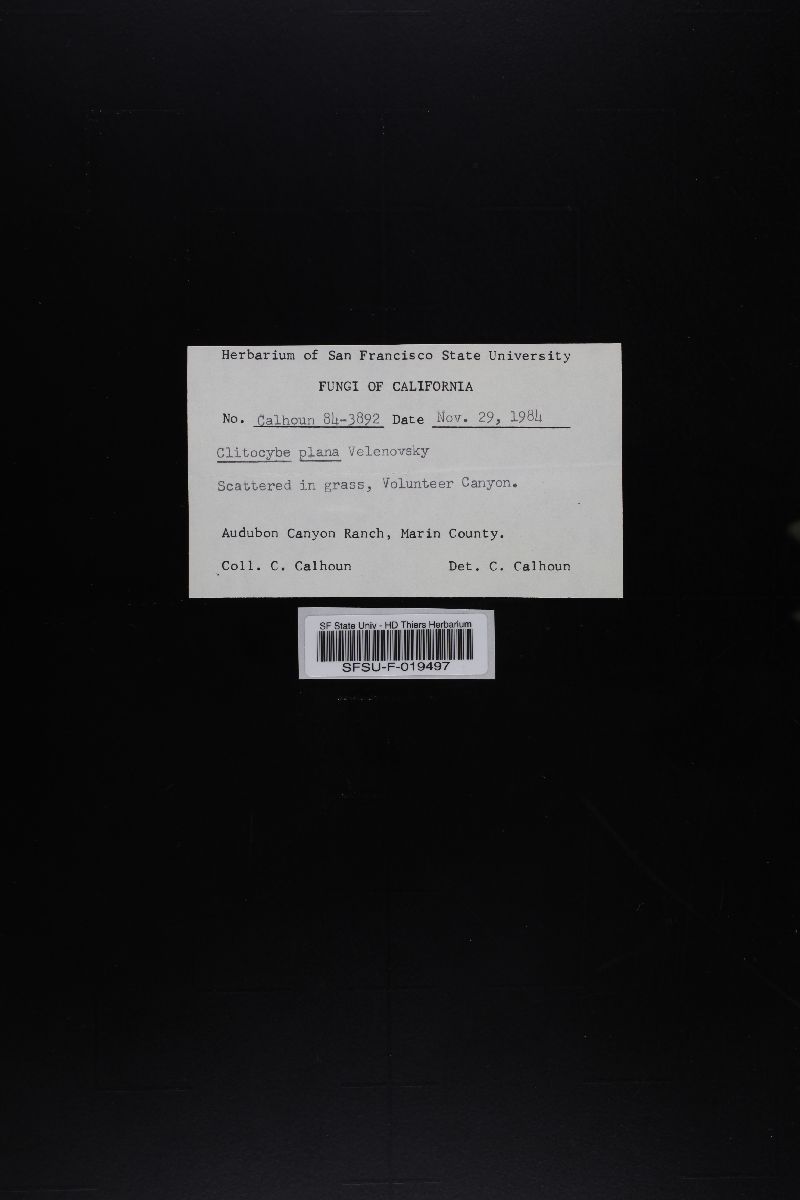 Herbarium of San Francisco State University
FUNGI OF CALIFORNIA
No. Calhoun 84-3892 Date Nov. 29, 1984
Clitocybe plana Velenovsky
Scattered in grass, Volunteer Canyon.
Audubon Canyon Ranch, Marin County.
Coll. C. Calhoun Det. C. Calhoun
SF State Univ - HD Thiers Herbarium
SFSU-F-019497